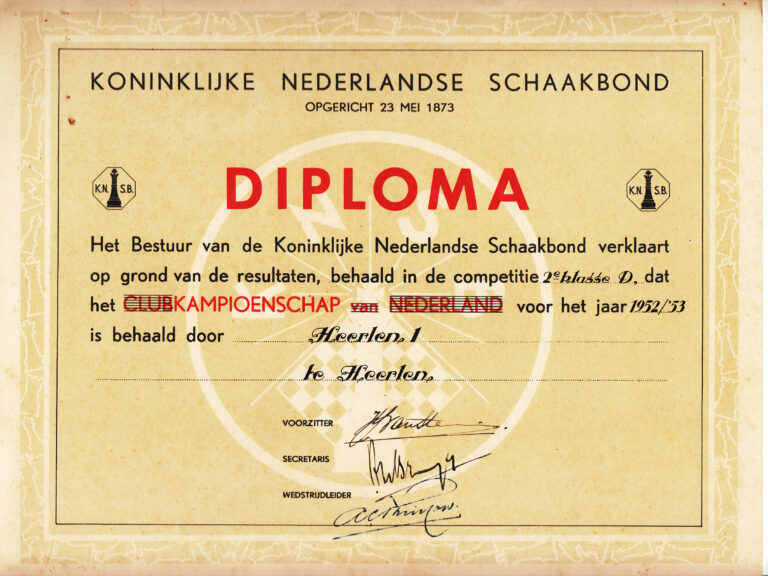 KONINKLIJKE NEDERLANDSE SCHAAKBOND
OPGERICHT 23 MEI 1873
K.N. S.B.
DIPLOMA
K.N. S.B.
Het Bestuur van de Koninklijke Nederlandse Schaakbond verklaart
op grond van de resultaten, behaald in de competitie 2e klasse D, dat
het CLUBKAMPIOENSCHAP van NEDERLAND voor het jaar 1952/'53
is behaald door Heerlen 1
te Heerlen,
VOORZITTER
SECRETARIS
WEDSTRIJDLEIDER